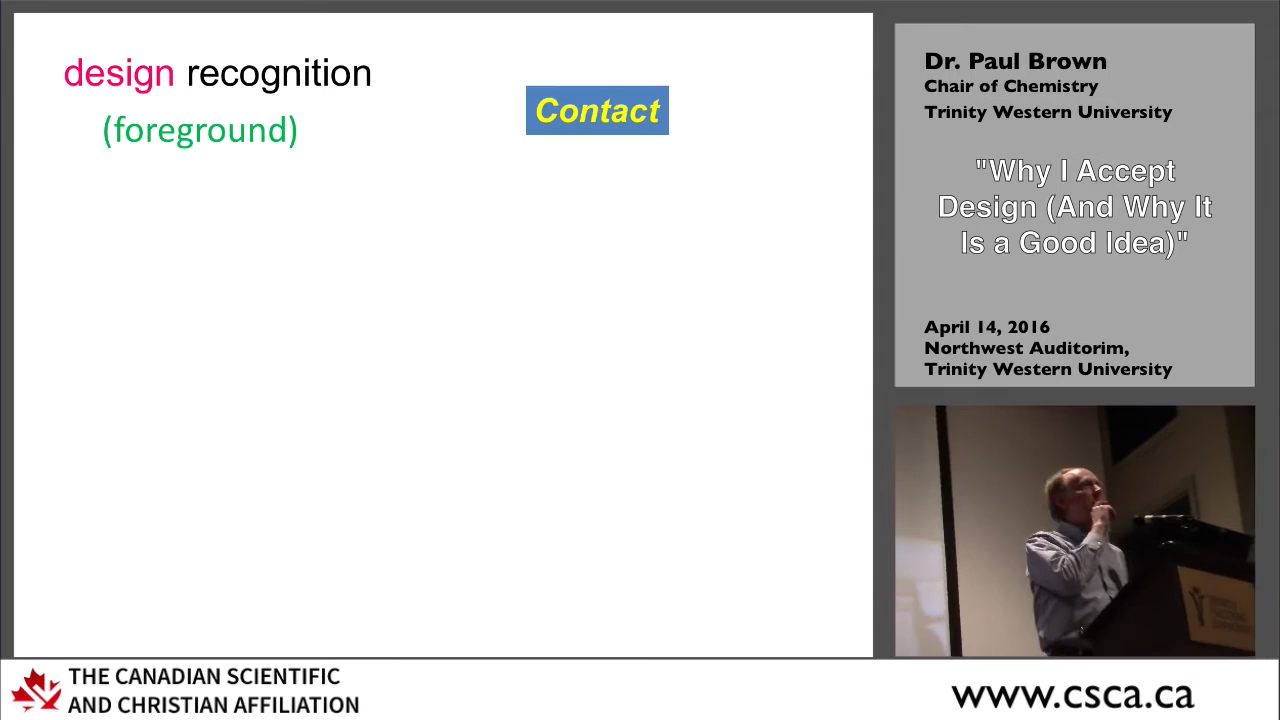 design recognition
(foreground)
Contact
Dr. Paul Brown
Chair of Chemistry
Trinity Western University
"Why I Accept
Design (And Why It
Is a Good Idea)"
April 14, 2016
Northwest Auditorim,
Trinity Western University
THE CANADIAN SCIENTIFIC
AND CHRISTIAN AFFILIATION
www.csca.ca